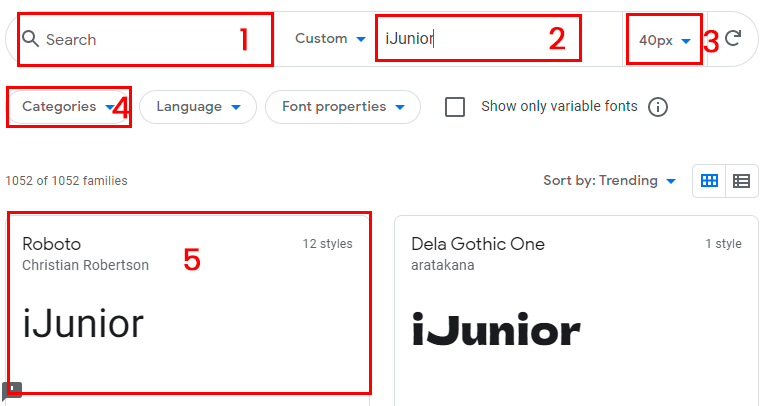 Search 1 Custom iJunior 2 40px 3
Categories 4 Language Font properties Show only variable fonts
1052 of 1052 families Sort by: Trending
Roboto 12 styles
Christian Robertson 5
iJunior
Dela Gothic One 1 style
aratakana
iJunior